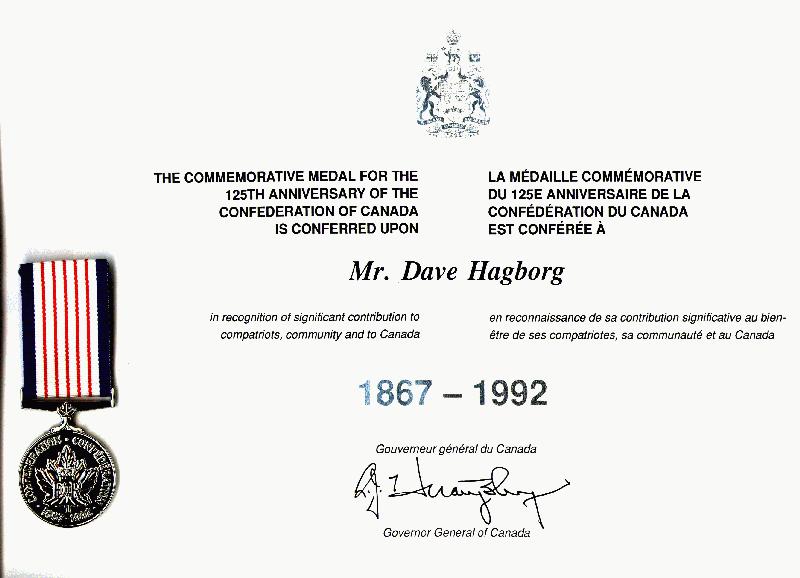 THE COMMEMORATIVE MEDAL FOR THE
125TH ANNIVERSARY OF THE
CONFEDERATION OF CANADA
IS CONFERRED UPON
LA MÉDAILLE COMMÉMORATIVE
DU 125E ANNIVERSAIRE DE LA
CONFÉDÉRATION DU CANADA
EST CONFÉRÉE À
Mr. Dave Hagborg
in recognition of significant contribution to
compatriots, community and to Canada
en reconnaissance de sa contribution significative au bien-
être de ses compatriotes, sa communauté et au Canada
1867 – 1992
Gouverneur général du Canada
Governor General of Canada
CONFEDERATION • CONFÉDÉRATION
1867 - 1992